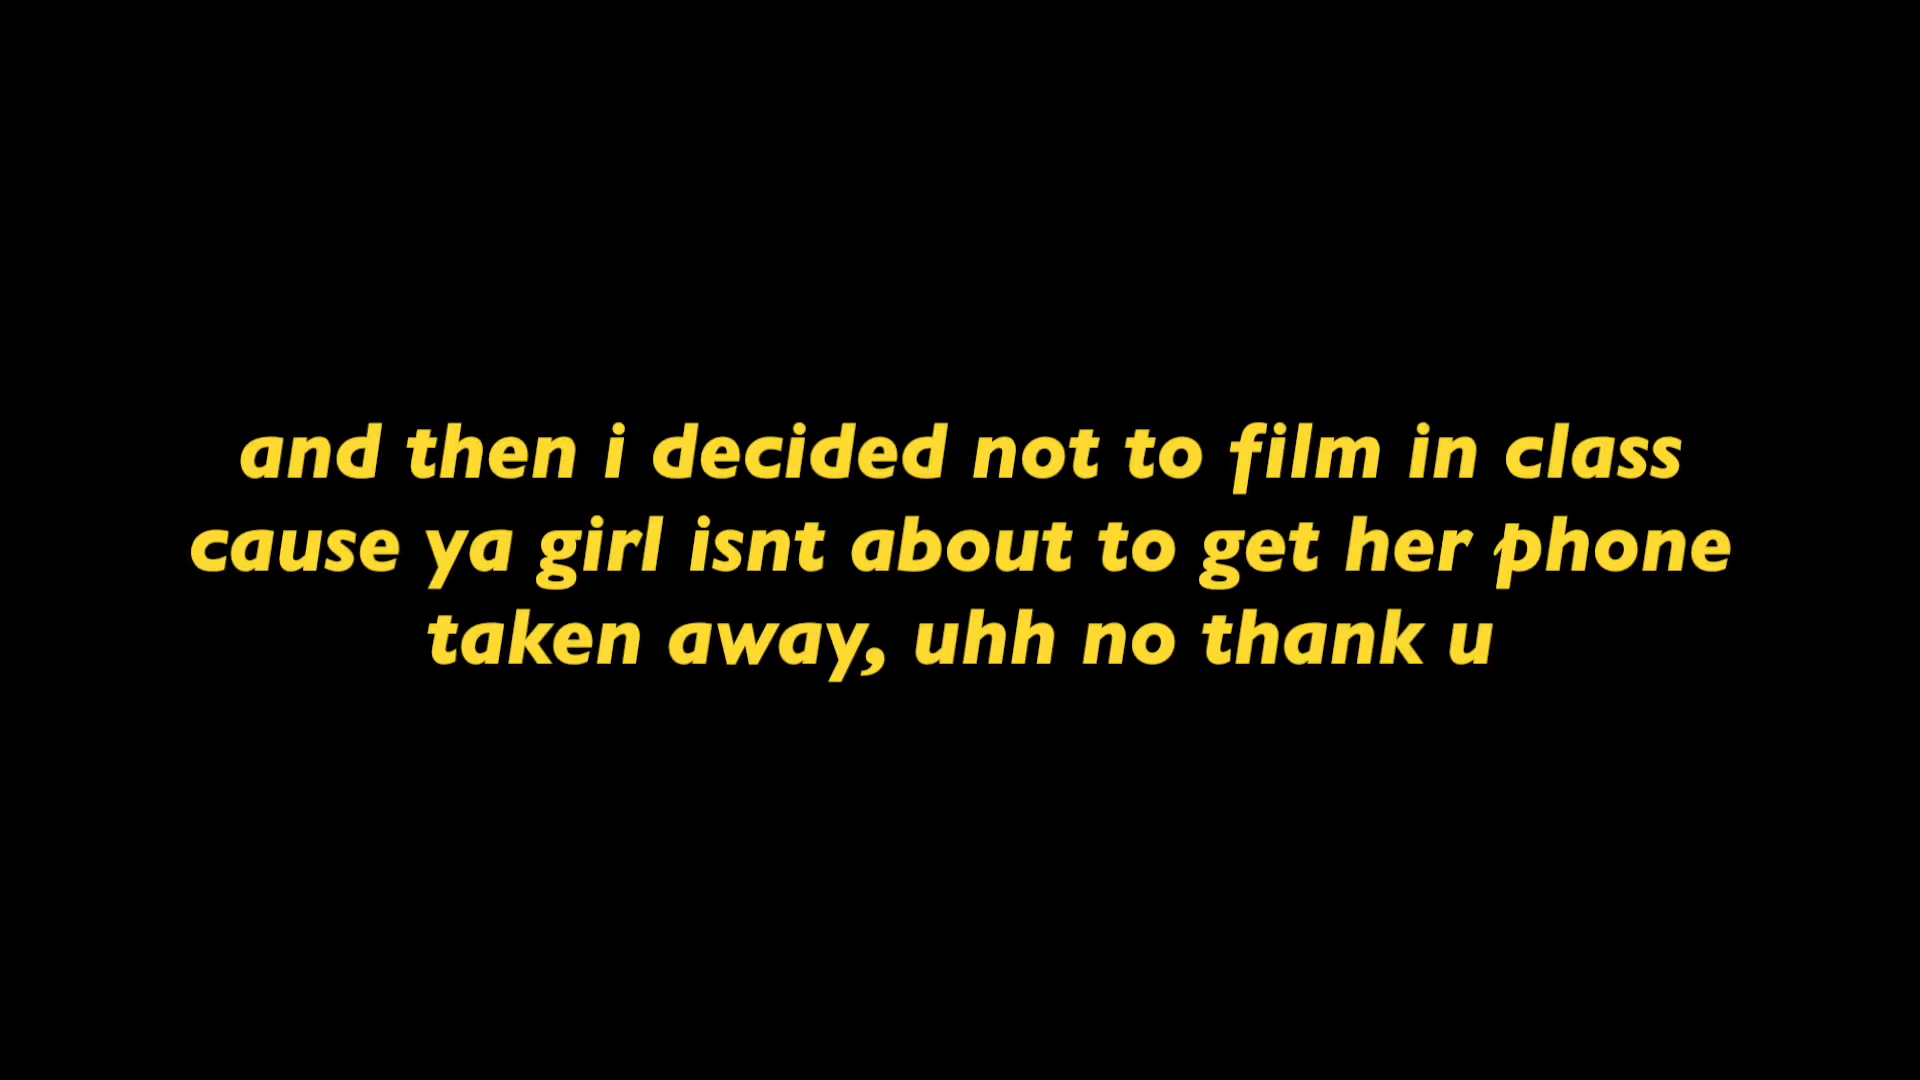 and then i decided not to film in class
cause ya girl isnt about to get her phone
taken away, uhh no thank u